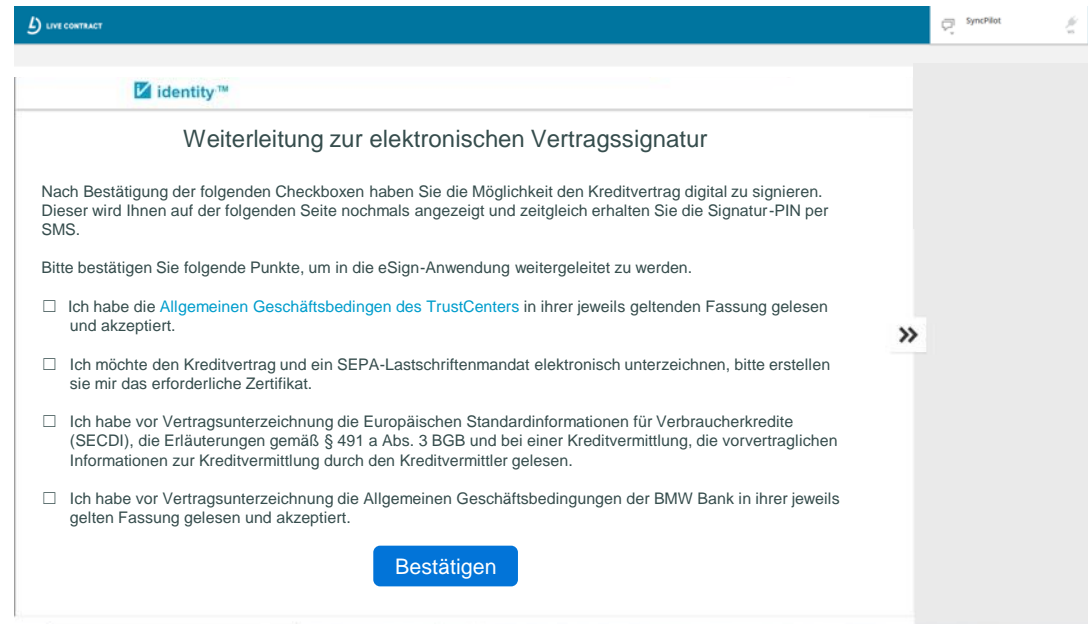 LIVE CONTRACT
SyncPilot
identity™
Weiterleitung zur elektronischen Vertragssignatur
Nach Bestätigung der folgenden Checkboxen haben Sie die Möglichkeit den Kreditvertrag digital zu signieren.
Dieser wird Ihnen auf der folgenden Seite nochmals angezeigt und zeitgleich erhalten Sie die Signatur-PIN per
SMS.
Bitte bestätigen Sie folgende Punkte, um in die eSign-Anwendung weitergeleitet zu werden.
Ich habe die Allgemeinen Geschäftsbedingen des TrustCenters in ihrer jeweils geltenden Fassung gelesen
und akzeptiert.
Ich möchte den Kreditvertrag und ein SEPA-Lastschriftenmandat elektronisch unterzeichnen, bitte erstellen
sie mir das erforderliche Zertifikat.
Ich habe vor Vertragsunterzeichnung die Europäischen Standardinformationen für Verbraucherkredite
(SECDI), die Erläuterungen gemäß § 491 a Abs. 3 BGB und bei einer Kreditvermittlung, die vorvertraglichen
Informationen zur Kreditvermittlung durch den Kreditvermittler gelesen.
Ich habe vor Vertragsunterzeichnung die Allgemeinen Geschäftsbedingungen der BMW Bank in ihrer jeweils
gelten Fassung gelesen und akzeptiert.
Bestätigen